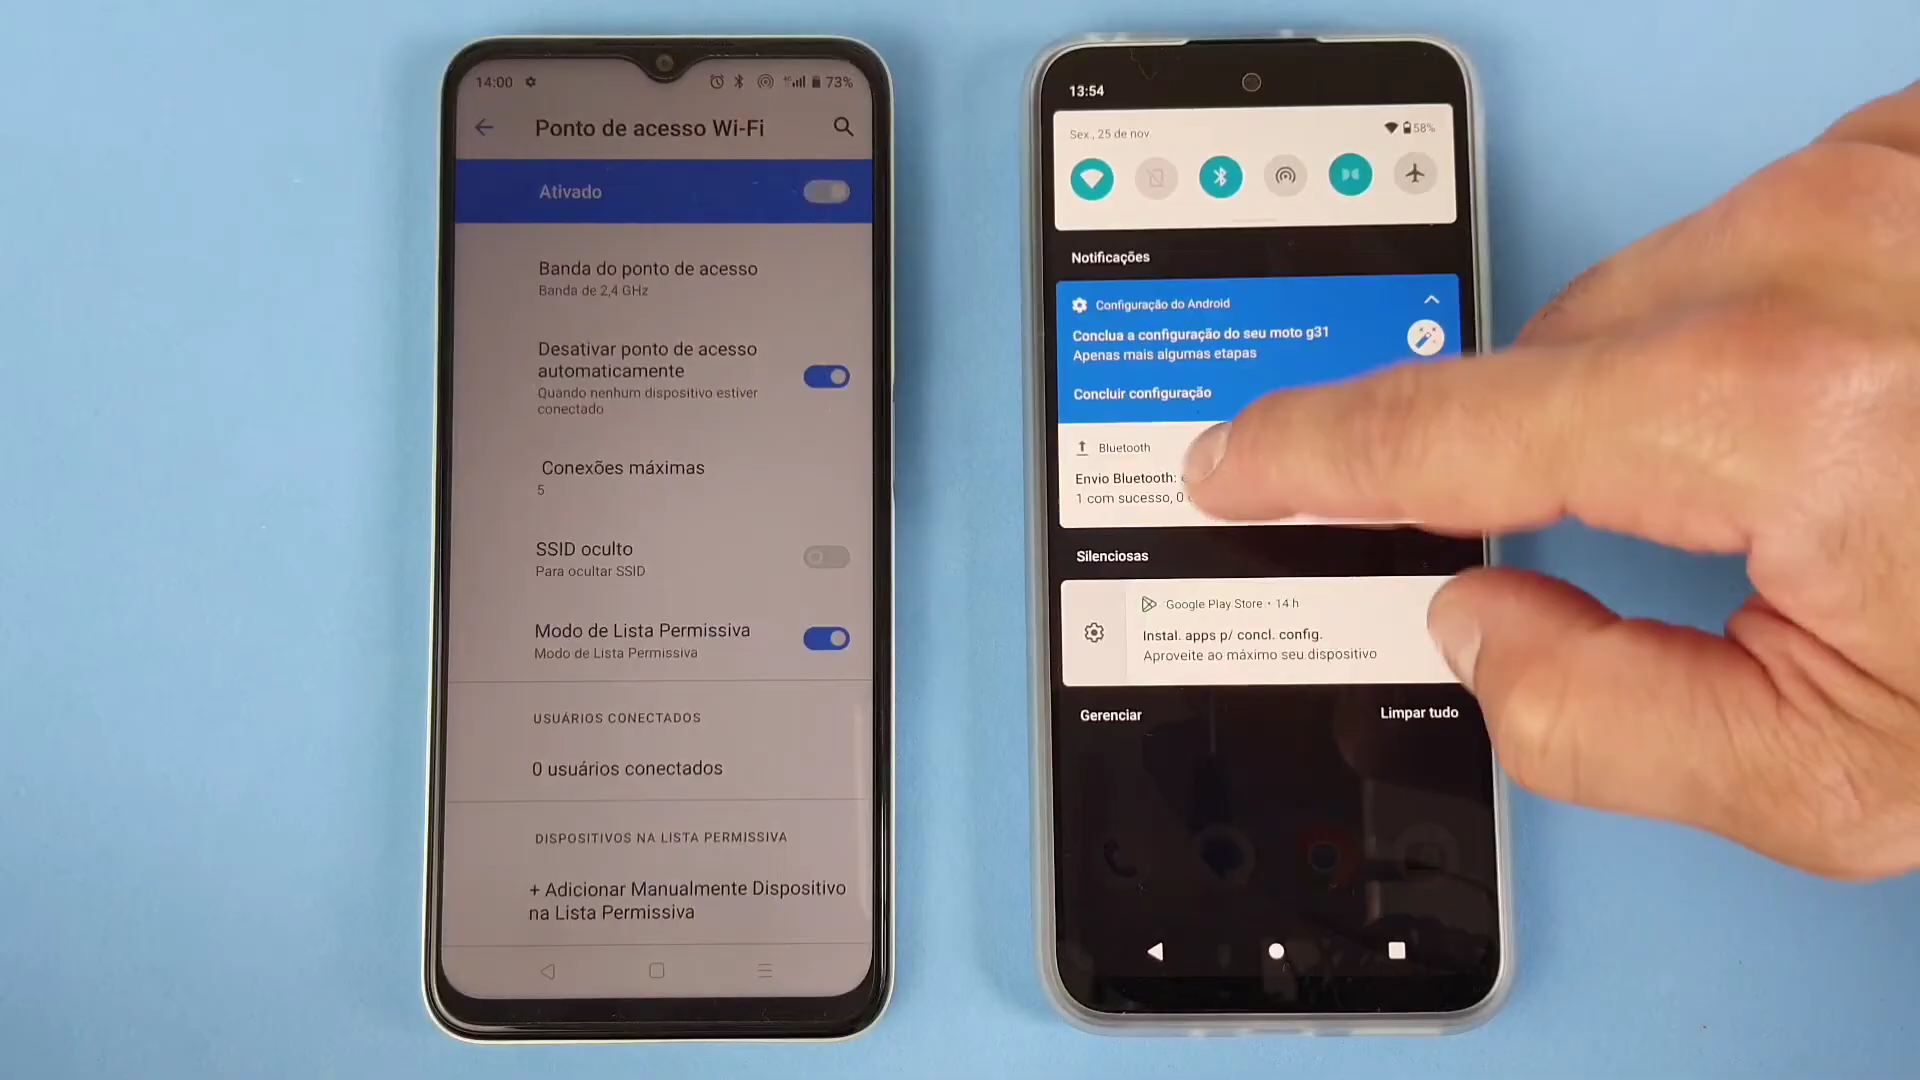 14:00
73%
Ponto de acesso Wi-Fi
Ativado
Banda do ponto de acesso
Banda de 2,4 GHz
Desativar ponto de acesso
automaticamente
Quando nenhum dispositivo estiver
conectado
Conexões máximas
5
SSID oculto
Para ocultar SSID
Modo de Lista Permissiva
Modo de Lista Permissiva
USUÁRIOS CONECTADOS
0 usuários conectados
DISPOSITIVOS NA LISTA PERMISSIVA
+ Adicionar Manualmente Dispositivo
na Lista Permissiva
13:54
Sex., 25 de nov
58%
Notificações
Configuração do Android
Conclua a configuração do seu moto g31
Apenas mais algumas etapas
Concluir configuração
Bluetooth
Envio Bluetooth:
1 com sucesso, 0
Silenciosas
Google Play Store • 14 h
Instal. apps p/ concl. config.
Aproveite ao máximo seu dispositivo
Gerenciar
Limpar tudo